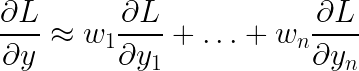 ∂L/∂y ≈ w₁ ∂L/∂y₁ + … + wₙ ∂L/∂yₙ